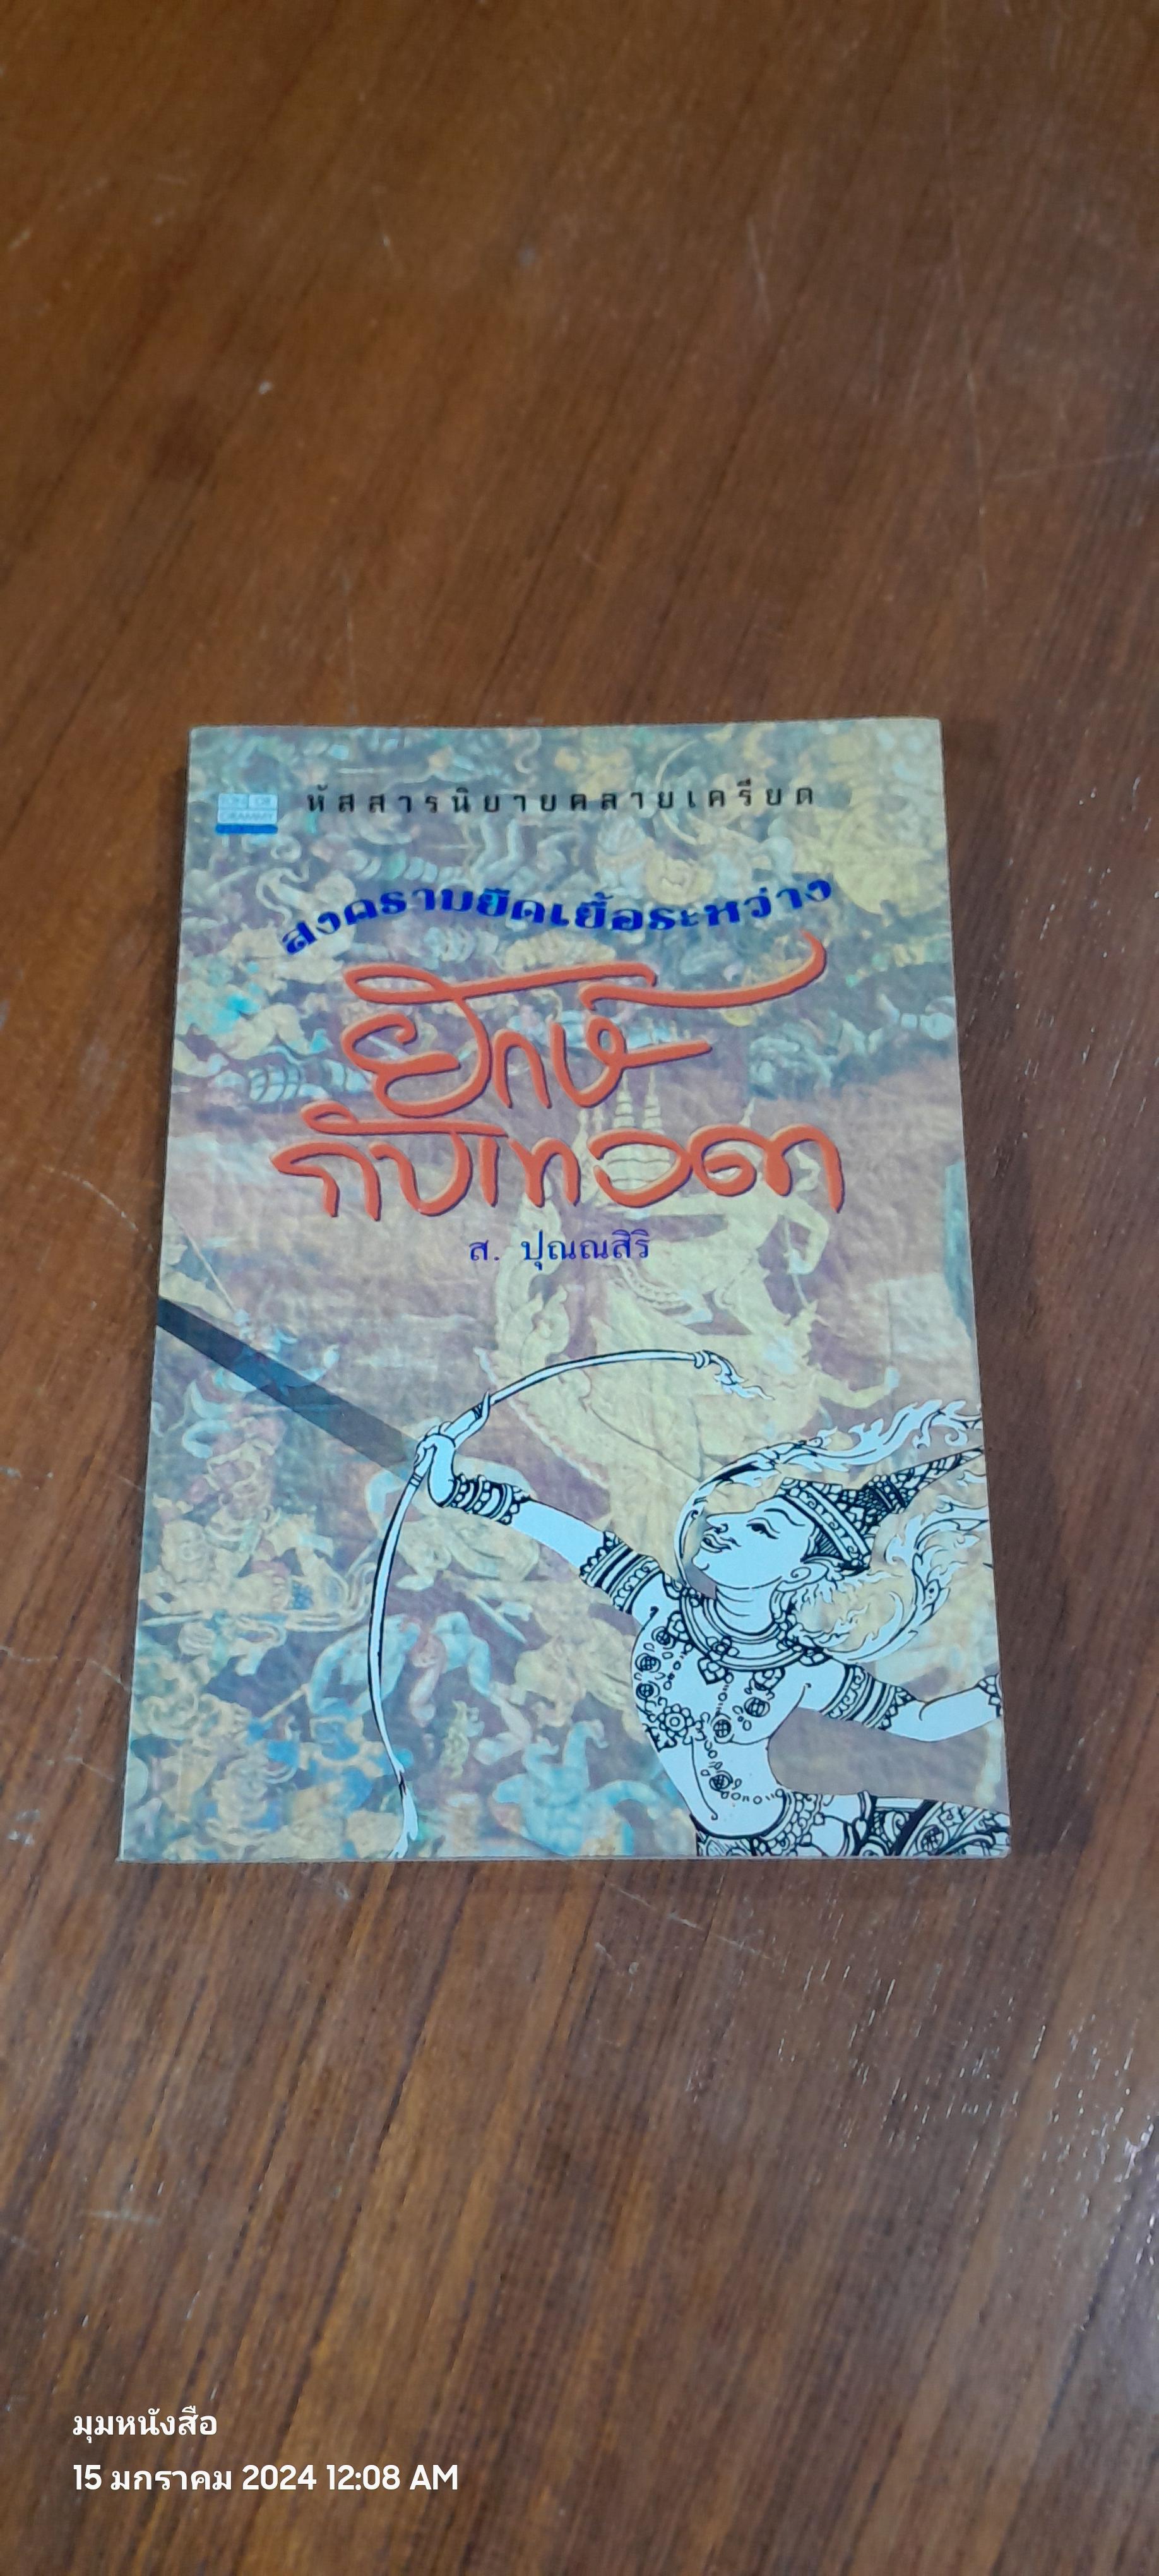 หัสสารนิยายคลายเครียด
สงครามยืดเยื้อระหว่าง
ยักษ์
กับเทวดา
ส. ปุณณสิริ
มุมหนังสือ
15 มกราคม 2024 12:08 AM